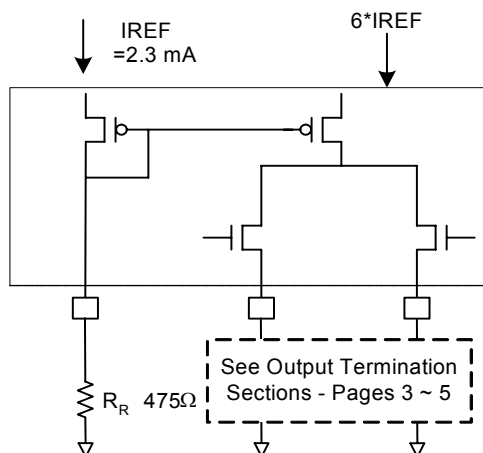 IREF
=2.3 mA
6*IREF
See Output Termination
Sections - Pages 3 ~ 5
RR 475Ω